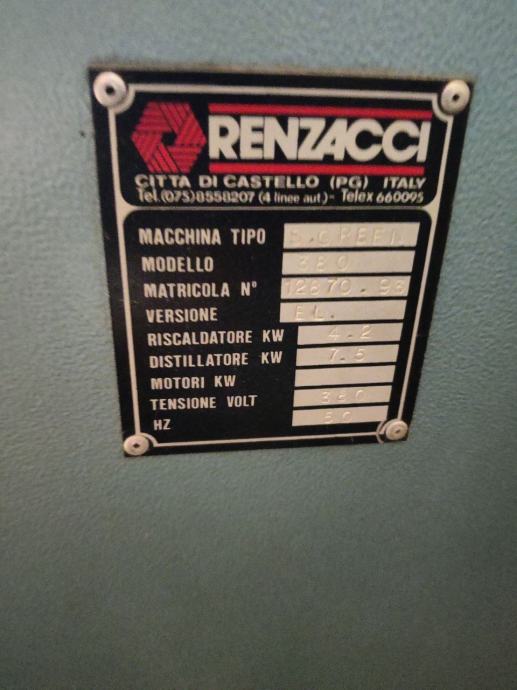 RENZACCI
CITTA DI CASTELLO (PG) ITALY
Tel.(075)8558207 (4 linee aut.)- Telex 660095
MACCHINA TIPO
MODELLO 380
MATRICOLA N° 12870.98
VERSIONE EL.
RISCALDATORE KW 4.2
DISTILLATORE KW 7.5
MOTORI KW
TENSIONE VOLT 380
HZ 50